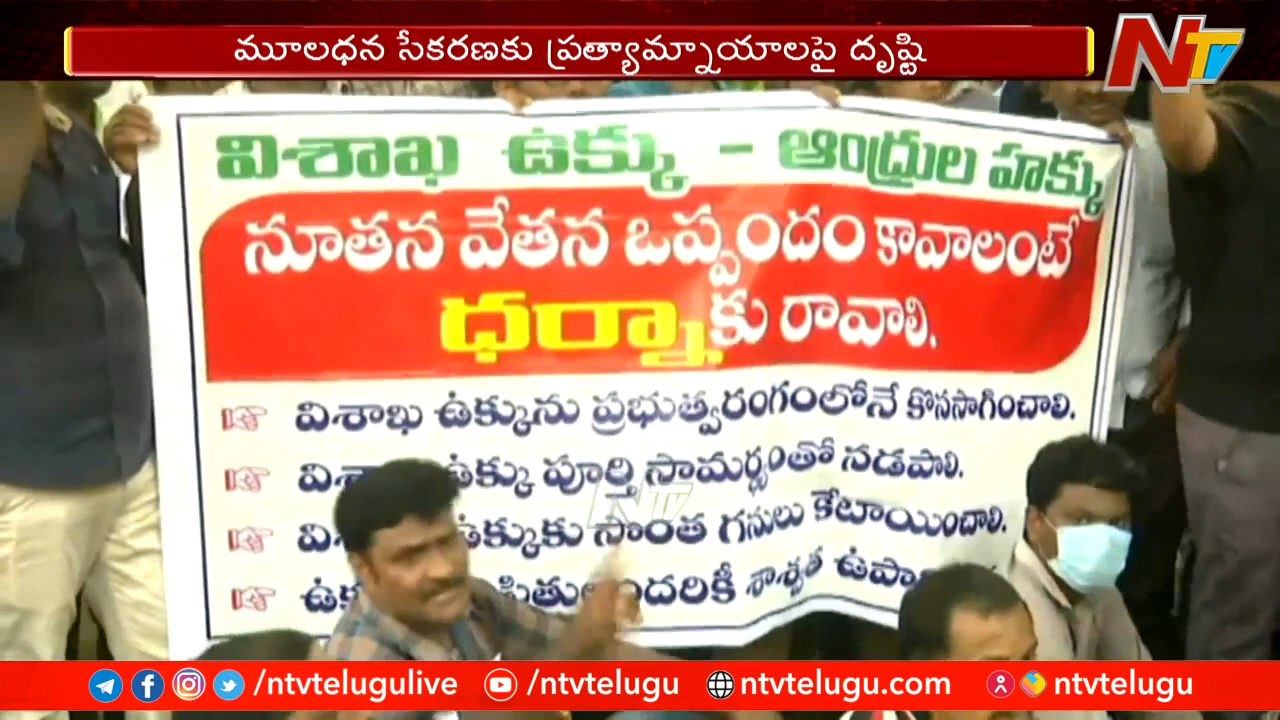 మూలధన సేకరణకు ప్రత్యామ్నాయాలపై దృష్టి
NTV
విశాఖ ఉక్కు - ఆంధ్రుల హక్కు
నూతన వేతన ఒప్పందం కావాలంటే
ధర్నాకు రావాలి.
విశాఖ ఉక్కును ప్రభుత్వరంగంలోనే కొనసాగించాలి.
ఉక్కు పూర్తి సామర్థ్యంతో నడపాలి.
NTV
ఉక్కుకు సొంత గనులు కేటాయించాలి.
శాశ్వత
/ntvtelugulive
/ntvtelugu
ntvtelugu.com
ntvtelugu